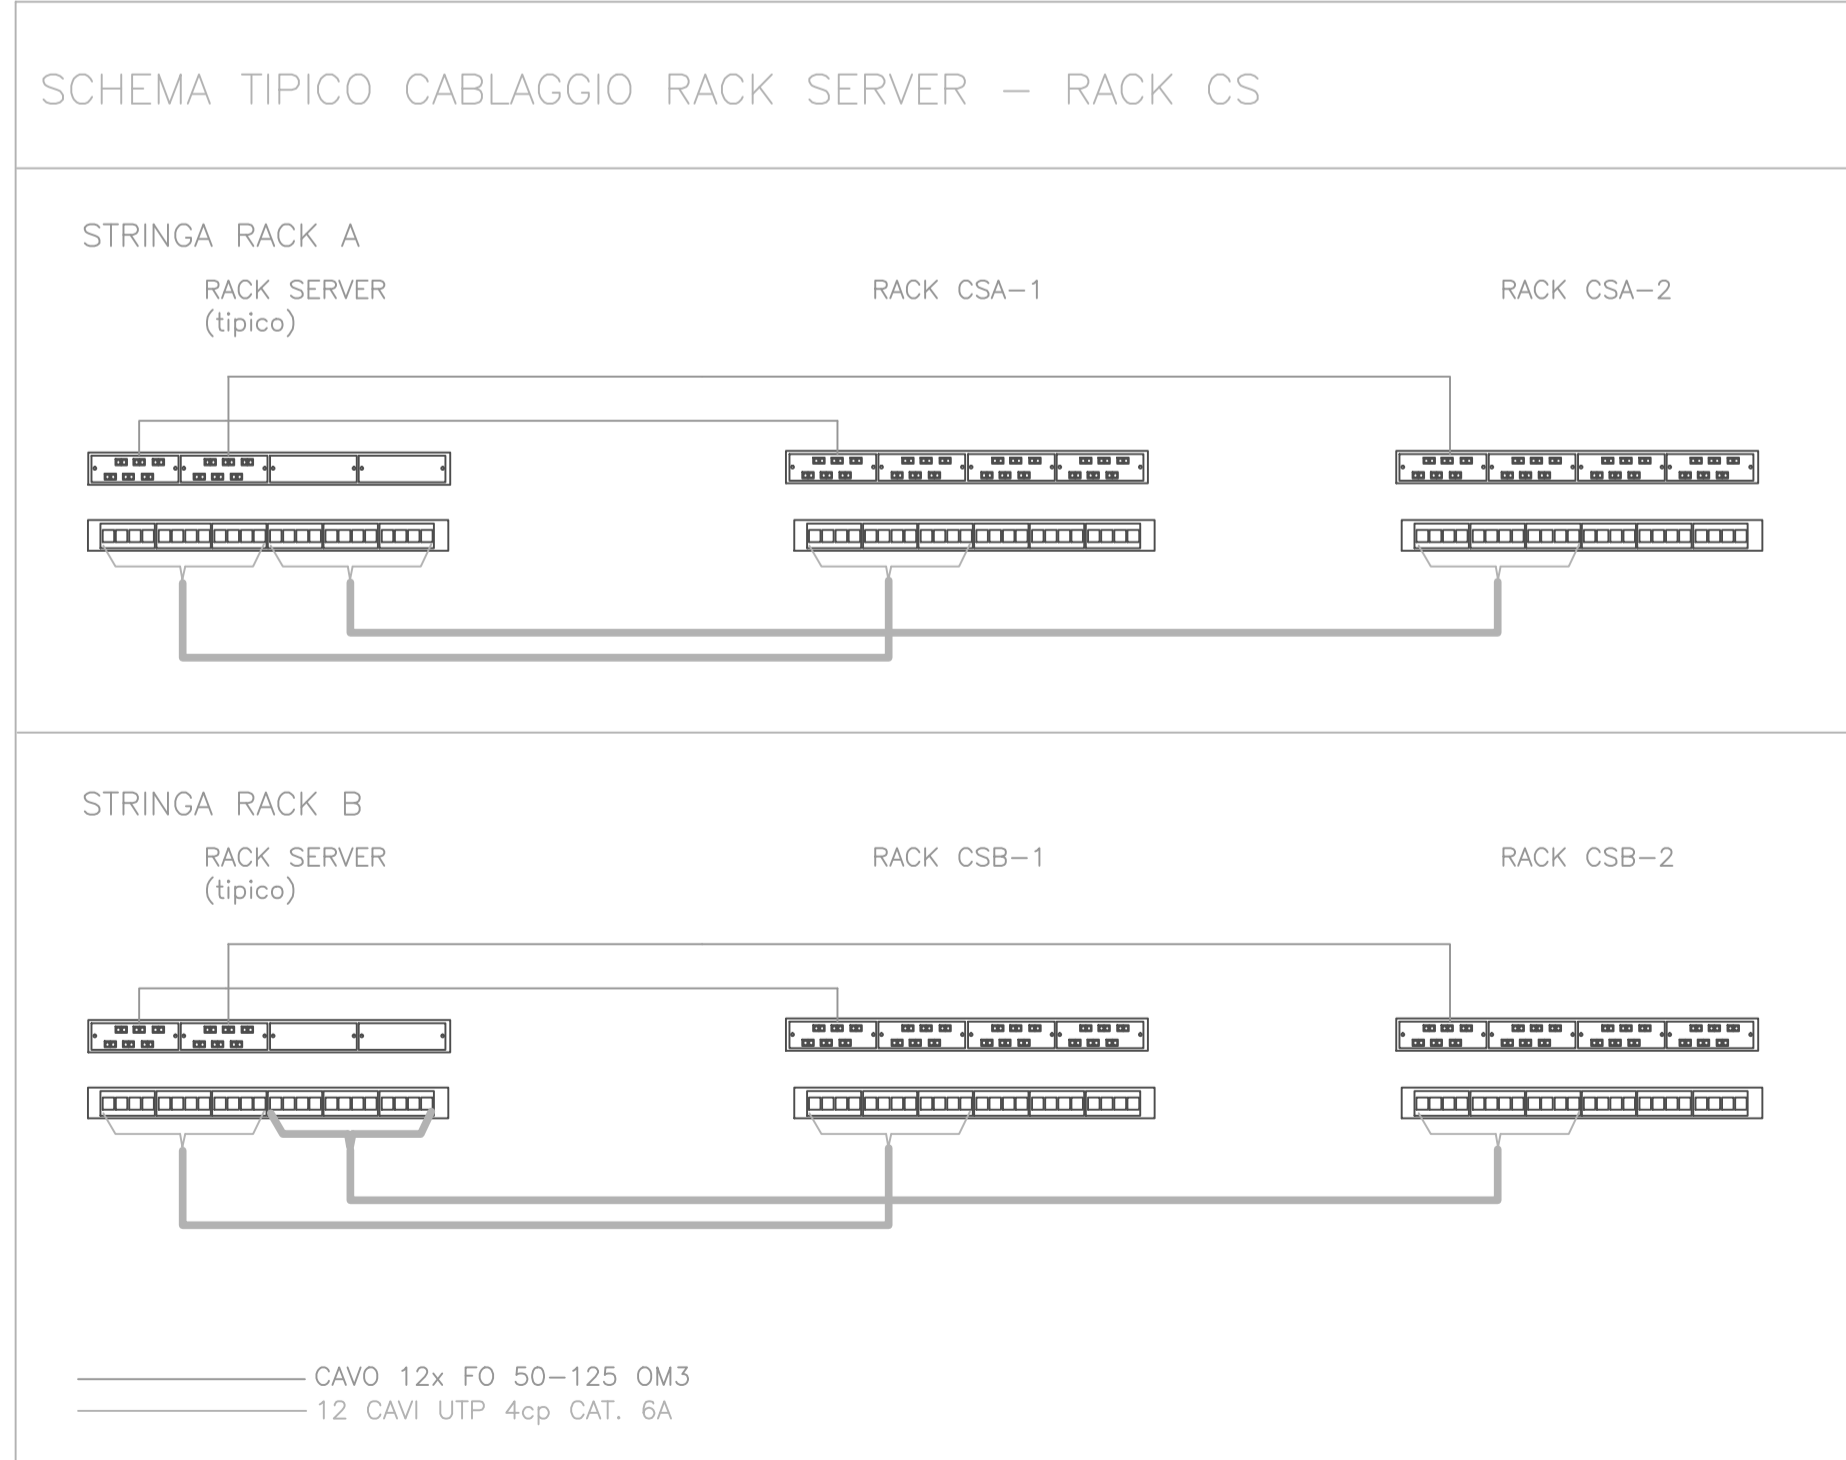 SCHEMA TIPICO CABLAGGIO RACK SERVER – RACK CS
STRINGA RACK A
RACK SERVER
(tipico)
RACK CSA–1
RACK CSA–2
STRINGA RACK B
RACK SERVER
(tipico)
RACK CSB–1
RACK CSB–2
CAVO 12x FO 50–125 OM3
12 CAVI UTP 4cp CAT. 6A